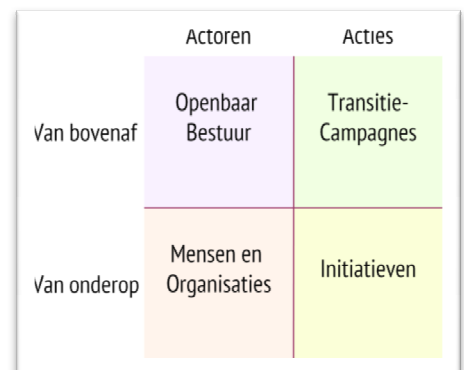 Actoren Acties
Openbaar
Bestuur
Transitie-
Campagnes
Van bovenaf
Mensen en
Organisaties
Initiatieven
Van onderop